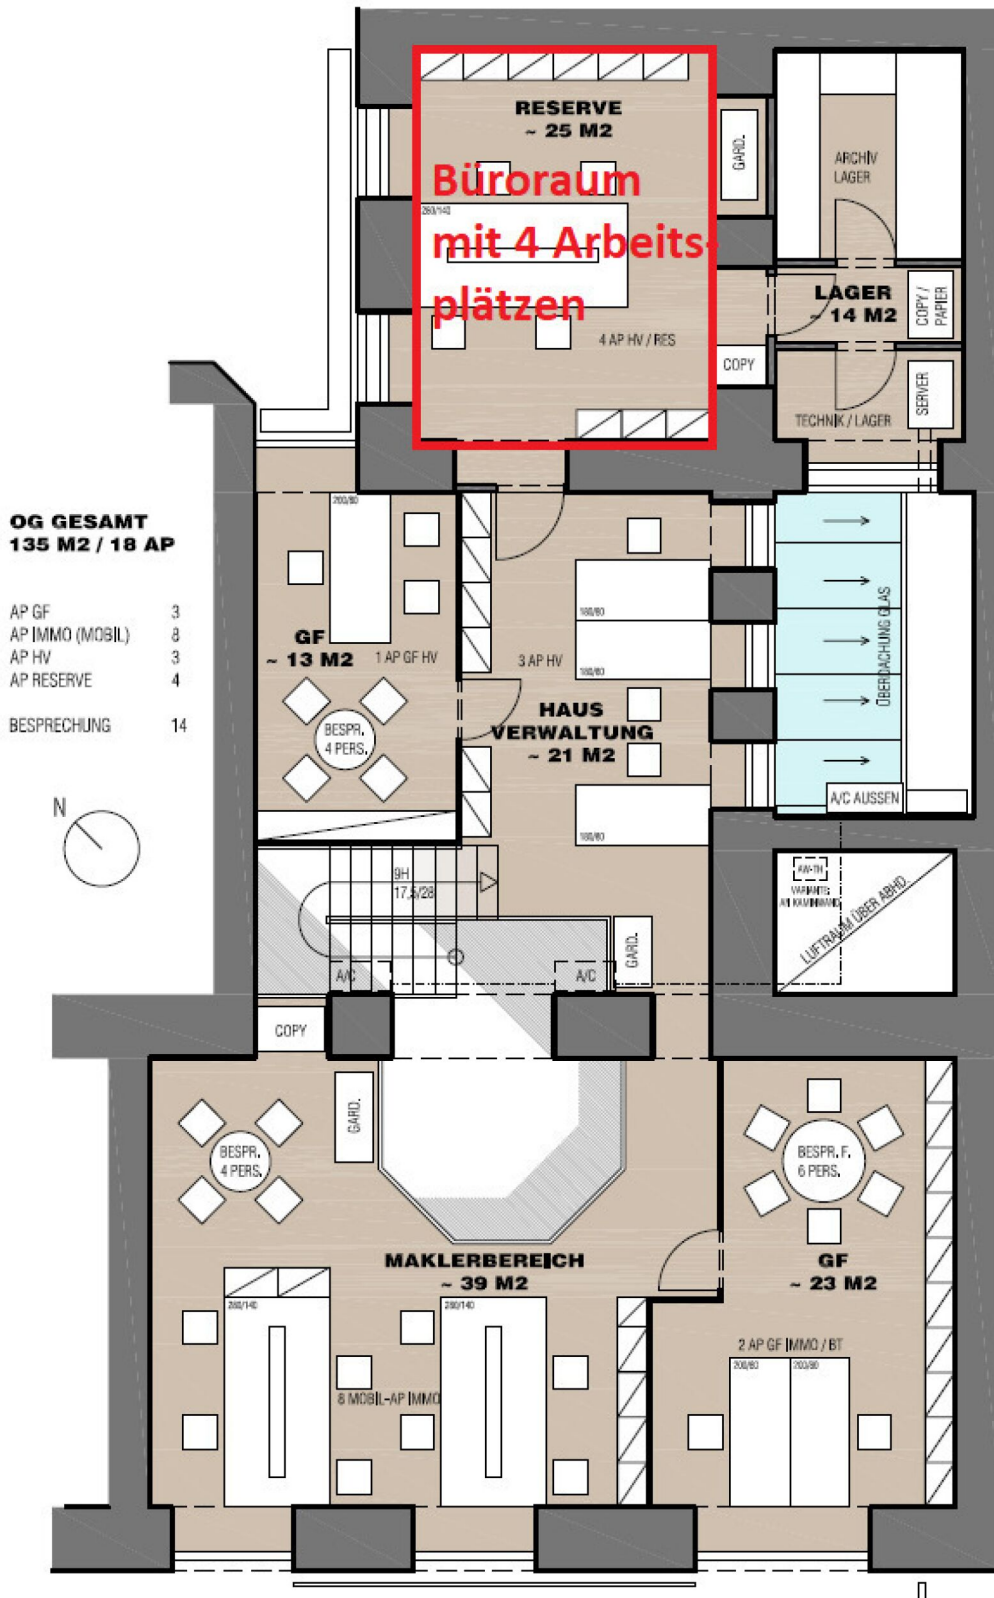 RESERVE
~ 25 M2
Büroraum
mit 4 Arbeits-
plätzen
280/140
4 AP HV / RES
GARD.
COPY
ARCHIV
LAGER
LAGER
~ 14 M2
COPY /
PAPIER
SERVER
TECHNIK / LAGER
OG GESAMT
135 M2 / 18 AP
AP GF 3
AP IMMO (MOBIL) 8
AP HV 3
AP RESERVE 4
BESPRECHUNG 14
N
200/80
GF
~ 13 M2
1 AP GF HV
BESPR.
4 PERS.
180/80
180/80
3 AP HV
HAUS
VERWALTUNG
~ 21 M2
180/80
ÜBERDACHUNG GLAS
A/C AUSSEN
9H
17,5/28
A/C
A/C
GARD.
AW-TH
VARIANTE:
AN KAMINWAND
LUFTRAUM ÜBER ABHD.
COPY
GARD.
BESPR.
4 PERS.
BESPR. F.
6 PERS.
MAKLERBEREICH
~ 39 M2
GF
~ 23 M2
280/140
280/140
8 MOBIL-AP IMMO
2 AP GF IMMO / BT
200/80
200/80